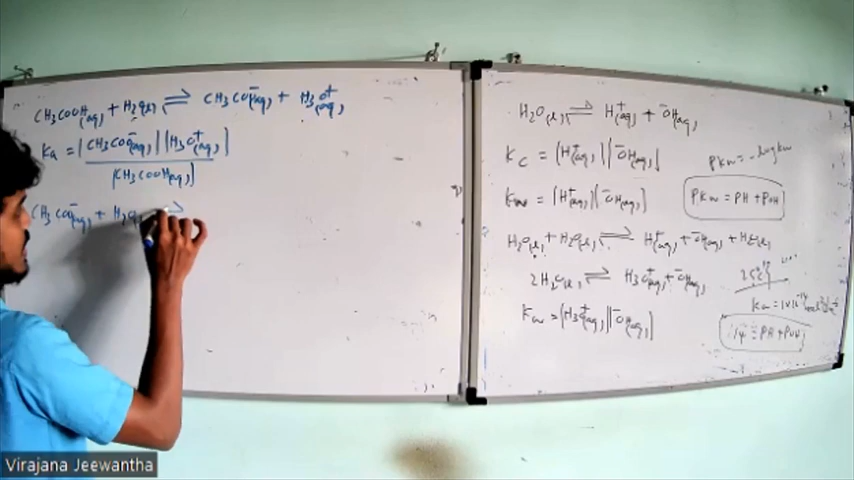 CH3COOH(aq) + H2O(l) ⇌ CH3COO⁻(aq) + H3O⁺(aq)
Ka = [CH3COO⁻(aq)][H3O⁺(aq)]
[CH3COOH(aq)]
CH3COO⁻(aq) + H2O(l) ⇌
H2O(l) ⇌ H⁺(aq) + ⁻OH(aq)
Kc = [H⁺(aq)][⁻OH(aq)]
Kw = [H⁺(aq)][⁻OH(aq)]
PKw = -logKw
PKw = PH + POH
H2O(l) + H2O(l) ⇌ H⁺(aq) + ⁻OH(aq) + H2O(l)
2H2O(l) ⇌ H3O⁺(aq) + ⁻OH(aq)
Kw = [H3O⁺(aq)][⁻OH(aq)]
25°C
14 = PH + POH
Virajana Jeewantha